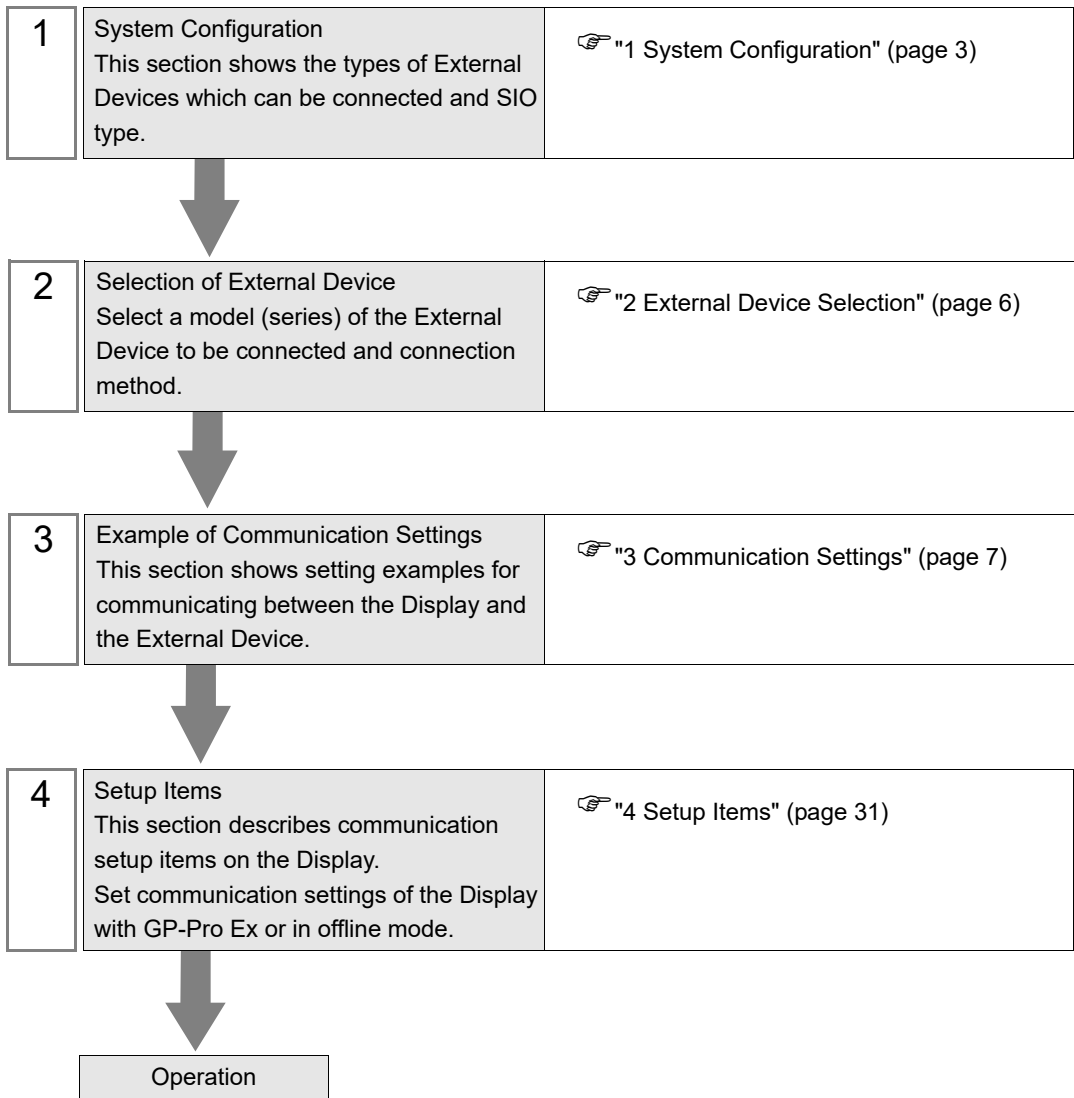 1
System Configuration
This section shows the types of External
Devices which can be connected and SIO
type.
"1 System Configuration" (page 3)
2
Selection of External Device
Select a model (series) of the External
Device to be connected and connection
method.
"2 External Device Selection" (page 6)
3
Example of Communication Settings
This section shows setting examples for
communicating between the Display and
the External Device.
"3 Communication Settings" (page 7)
4
Setup Items
This section describes communication
setup items on the Display.
Set communication settings of the Display
with GP-Pro Ex or in offline mode.
"4 Setup Items" (page 31)
Operation